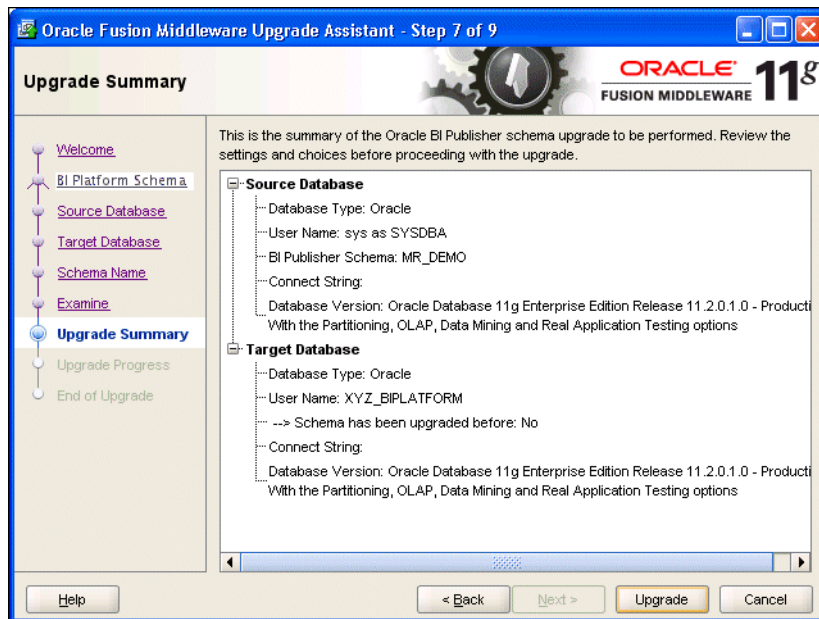 Oracle Fusion Middleware Upgrade Assistant - Step 7 of 9
Upgrade Summary
ORACLE
FUSION MIDDLEWARE 11g
Welcome
BI Platform Schema
Source Database
Target Database
Schema Name
Examine
Upgrade Summary
Upgrade Progress
End of Upgrade
This is the summary of the Oracle BI Publisher schema upgrade to be performed. Review the
settings and choices before proceeding with the upgrade.
Source Database
Database Type: Oracle
User Name: sys as SYSDBA
BI Publisher Schema: MR_DEMO
Connect String:
Database Version: Oracle Database 11g Enterprise Edition Release 11.2.0.1.0 - Producti
With the Partitioning, OLAP, Data Mining and Real Application Testing options
Target Database
Database Type: Oracle
User Name: XYZ_BIPLATFORM
--> Schema has been upgraded before: No
Connect String:
Database Version: Oracle Database 11g Enterprise Edition Release 11.2.0.1.0 - Producti
With the Partitioning, OLAP, Data Mining and Real Application Testing options
Help
< Back
Next >
Upgrade
Cancel